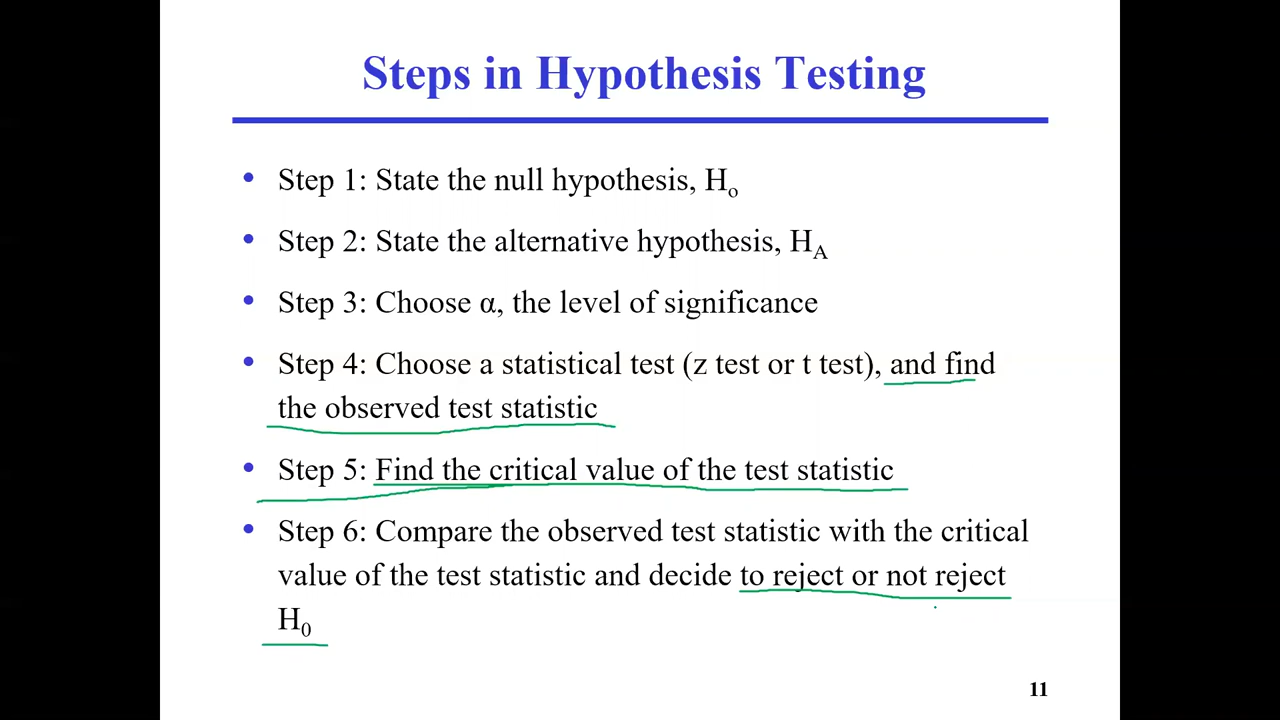 Steps in Hypothesis Testing
• Step 1: State the null hypothesis, Hₒ
• Step 2: State the alternative hypothesis, H_A
• Step 3: Choose α, the level of significance
• Step 4: Choose a statistical test (z test or t test), and find
the observed test statistic
• Step 5: Find the critical value of the test statistic
• Step 6: Compare the observed test statistic with the critical
value of the test statistic and decide to reject or not reject
H₀
11